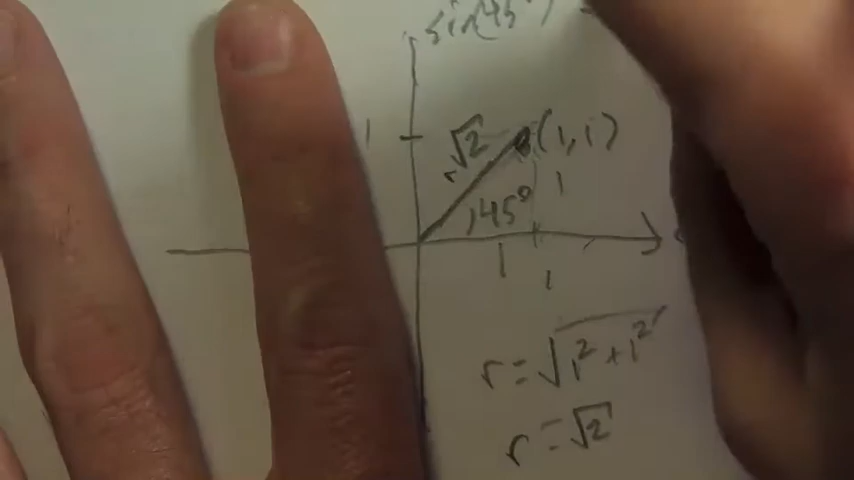 sin(45°)
1 √2 (1,1)
45° 1
1 1
r=√1²+1²
r=√2